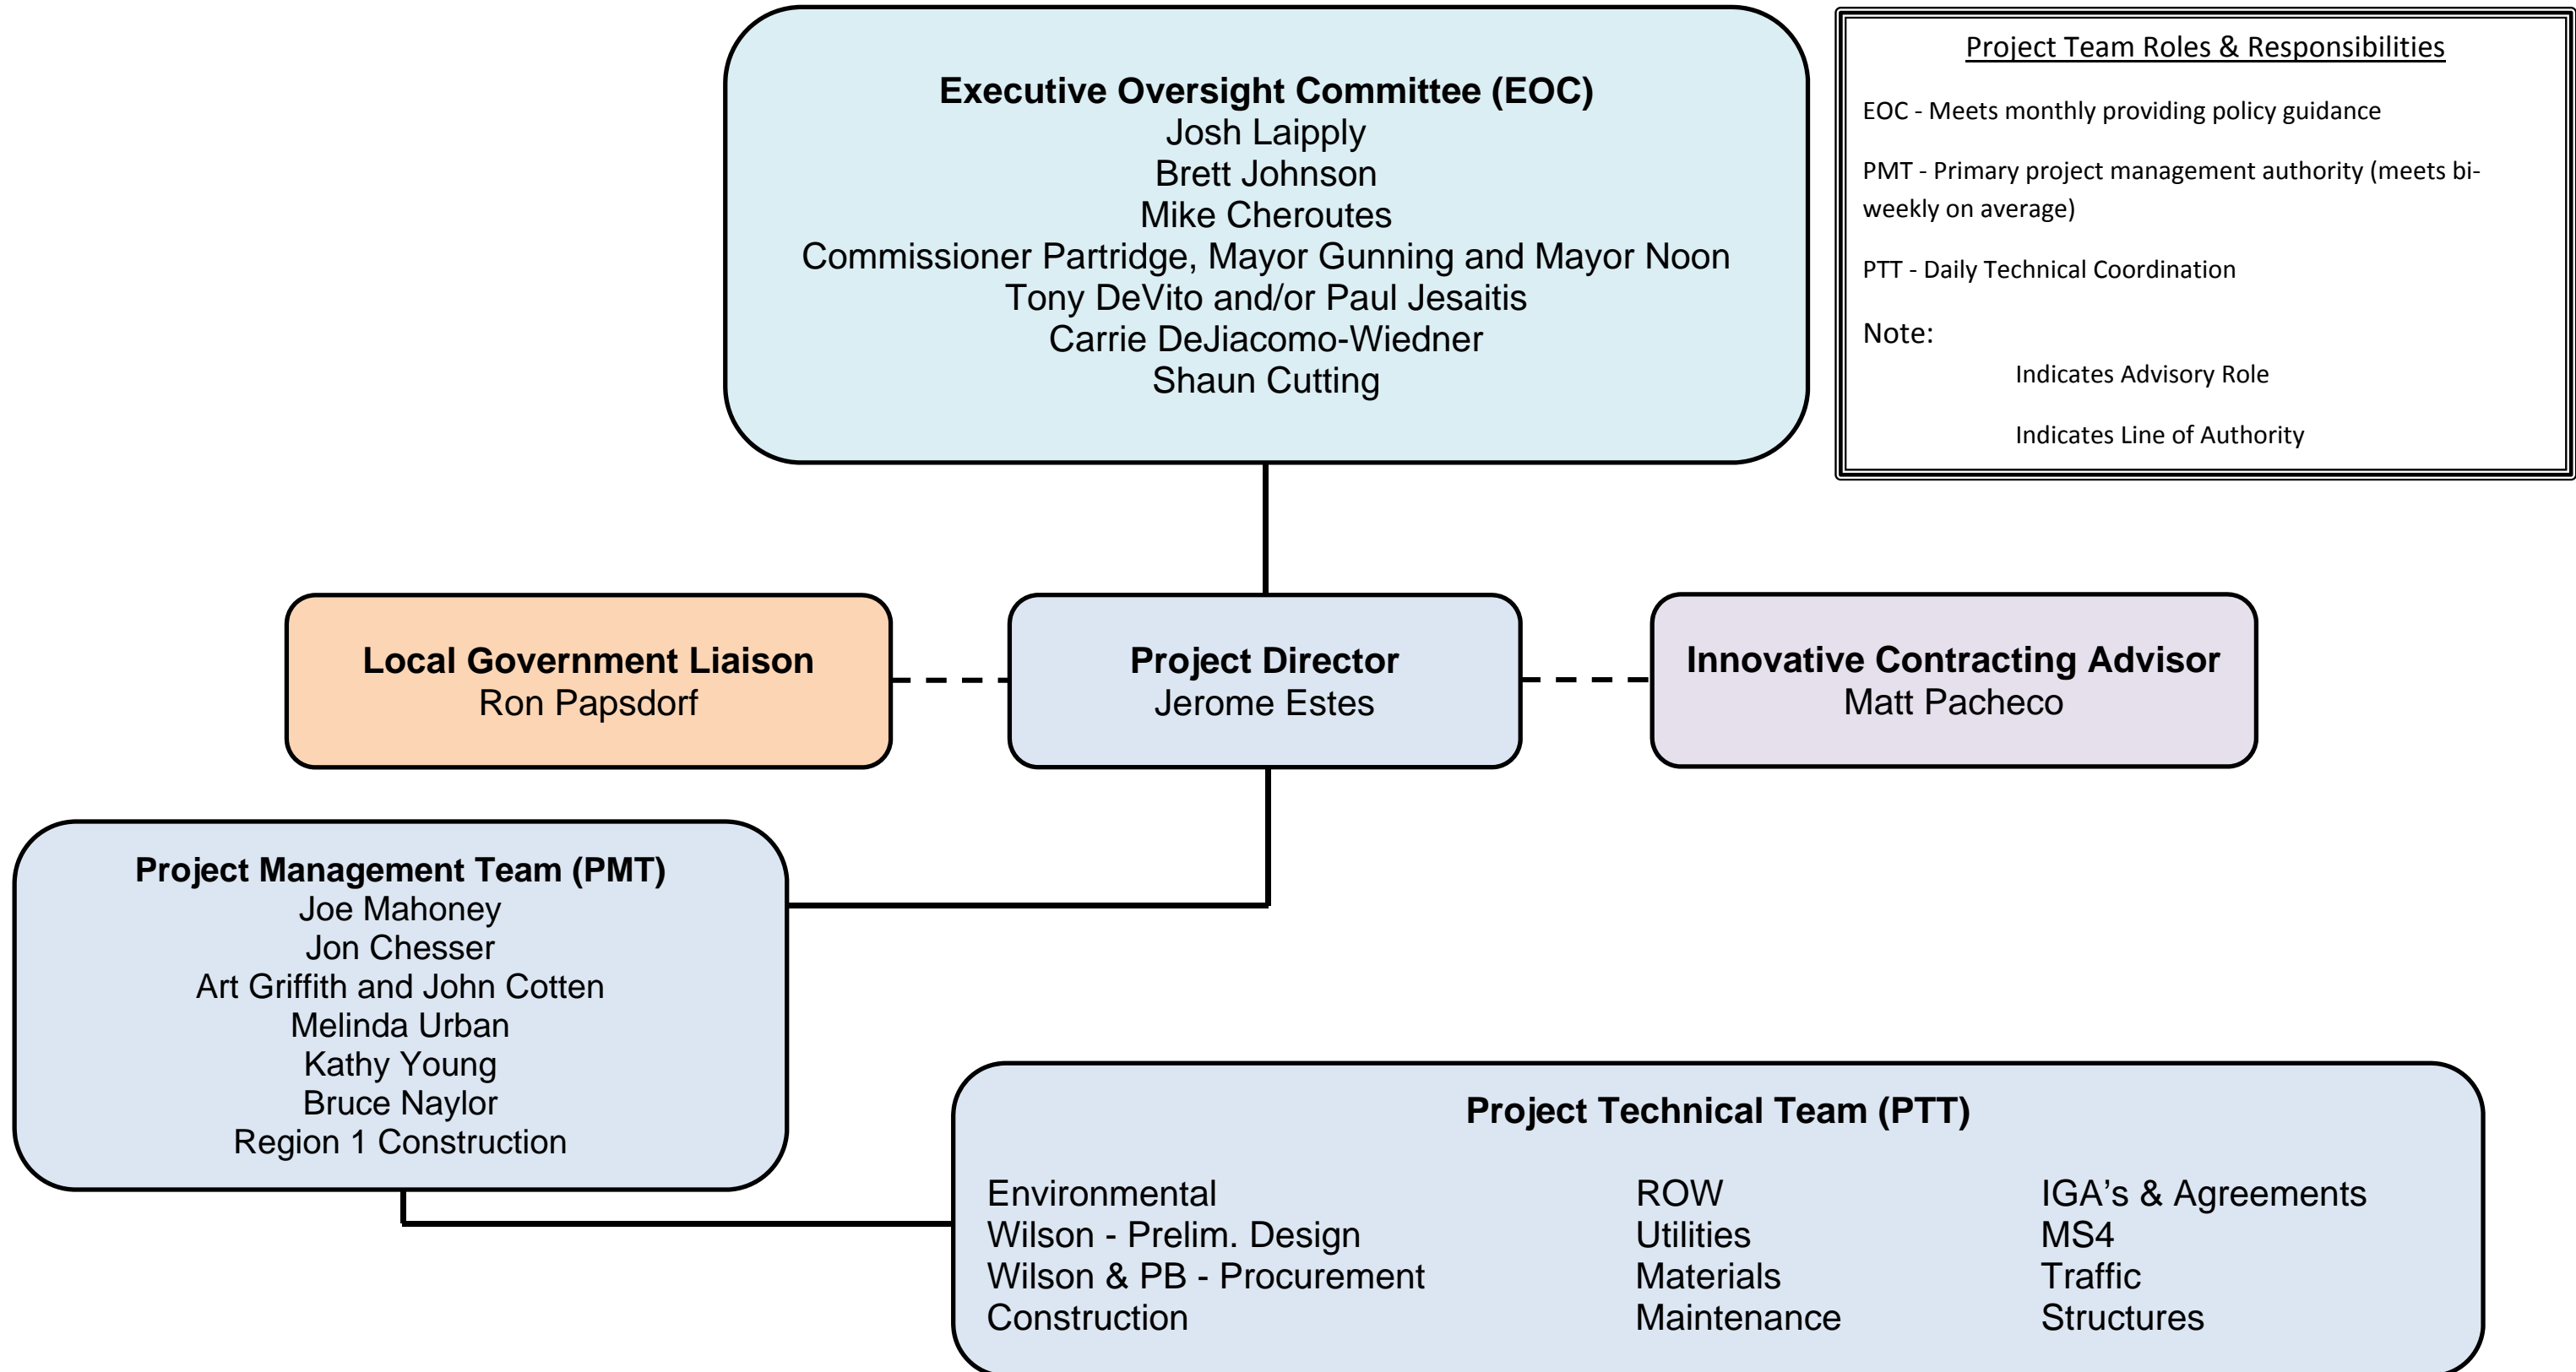 Executive Oversight Committee (EOC)
Josh Laipply
Brett Johnson
Mike Cheroutes
Commissioner Partridge, Mayor Gunning and Mayor Noon
Tony DeVito and/or Paul Jesaitis
Carrie DeJiacomo-Wiedner
Shaun Cutting
Project Team Roles & Responsibilities
EOC - Meets monthly providing policy guidance
PMT - Primary project management authority (meets bi-
weekly on average)
PTT - Daily Technical Coordination
Note:
Indicates Advisory Role
Indicates Line of Authority
Local Government Liaison
Ron Papsdorf
Project Director
Jerome Estes
Innovative Contracting Advisor
Matt Pacheco
Project Management Team (PMT)
Joe Mahoney
Jon Chesser
Art Griffith and John Cotten
Melinda Urban
Kathy Young
Bruce Naylor
Region 1 Construction
Project Technical Team (PTT)
Environmental
Wilson - Prelim. Design
Wilson & PB - Procurement
Construction
ROW
Utilities
Materials
Maintenance
IGA’s & Agreements
MS4
Traffic
Structures